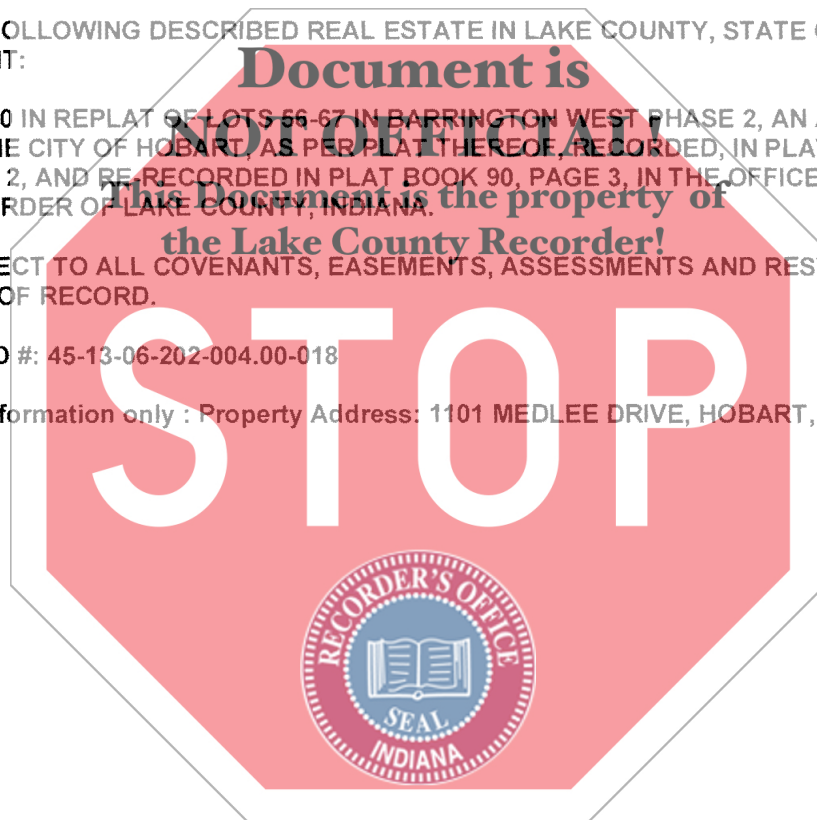 OLLOWING DESCRIBED REAL ESTATE IN LAKE COUNTY, STATE
T:
Document is
0 IN REPLAT OF LOTS 56-67 IN BARRINGTON WEST PHASE 2, AN
NOT OFFICIAL!
E CITY OF HOBART, AS PER PLAT THEREOF, RECORDED, IN PLA
2, AND RE-RECORDED IN PLAT BOOK 90, PAGE 3, IN THE OFFICE
This Document is the property of
RDER OF LAKE COUNTY, INDIANA.
the Lake County Recorder!
ECT TO ALL COVENANTS, EASEMENTS, ASSESSMENTS AND RES
OF RECORD.
#: 45-13-06-202-004.00-018
formation only : Property Address: 1101 MEDLEE DRIVE, HOBART,
STOP
RECORDER'S OFFICE
SEAL
INDIANA